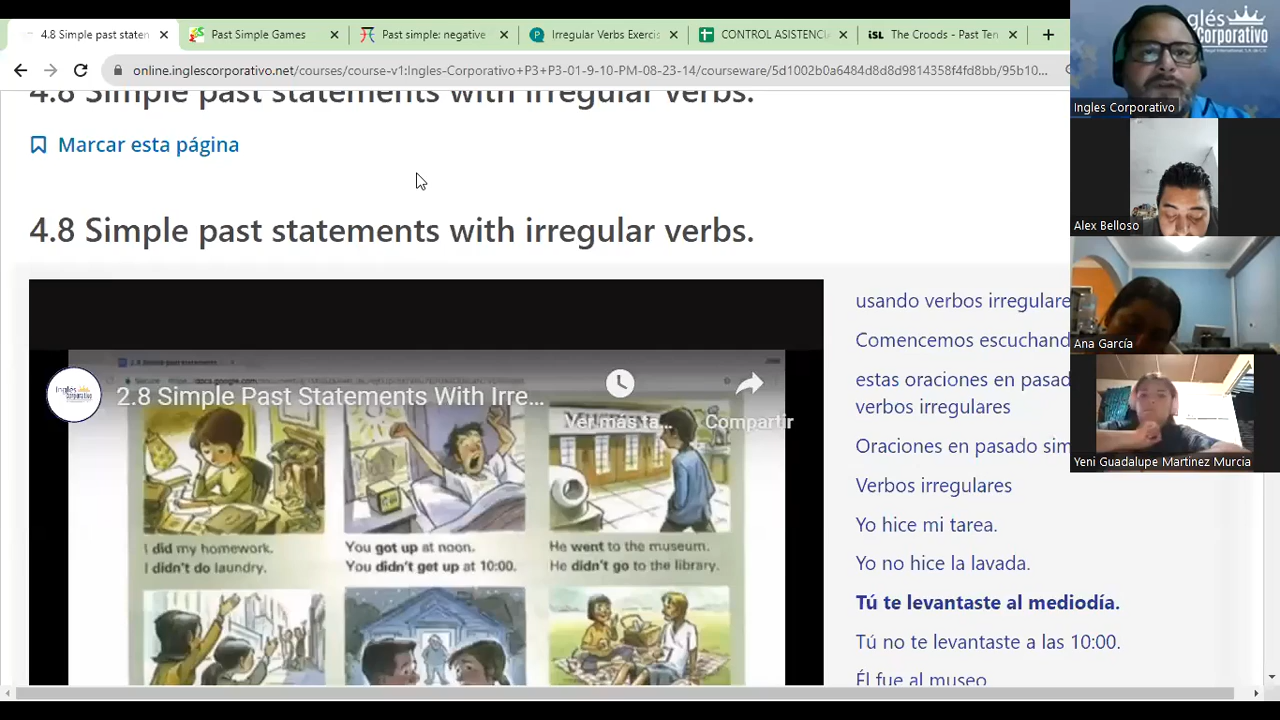 4.8 Simple past statem
Past Simple Games
Past simple: negative
Irregular Verbs Exercis
CONTROL ASISTENCI
iSL The Croods - Past Ten
online.inglescorporativo.net/courses/course-v1:Ingles-Corporativo+P3+P3-01-9-10-PM-08-23-14/courseware/5d1002b0a6484d8d8d9814358f4fd8bb/95b10...
4.8 Simple past statements with irregular verbs.
Marcar esta página
4.8 Simple past statements with irregular verbs.
2.8 Simple Past Statements With Irre...
Ver más ta...
Compartir
I did my homework.
I didn't do laundry.
You got up at noon.
You didn't get up at 10:00.
He went to the museum.
He didn't go to the library.
usando verbos irregulare
Comencemos escuchand
estas oraciones en pasad
verbos irregulares
Oraciones en pasado sim
Verbos irregulares
Yo hice mi tarea.
Yo no hice la lavada.
Tú te levantaste al mediodía.
Tú no te levantaste a las 10:00.
Él fue al museo
glés
Corporativo
Ingles Corporativo
Alex Belloso
Ana García
Yeni Guadalupe Martinez Murcia